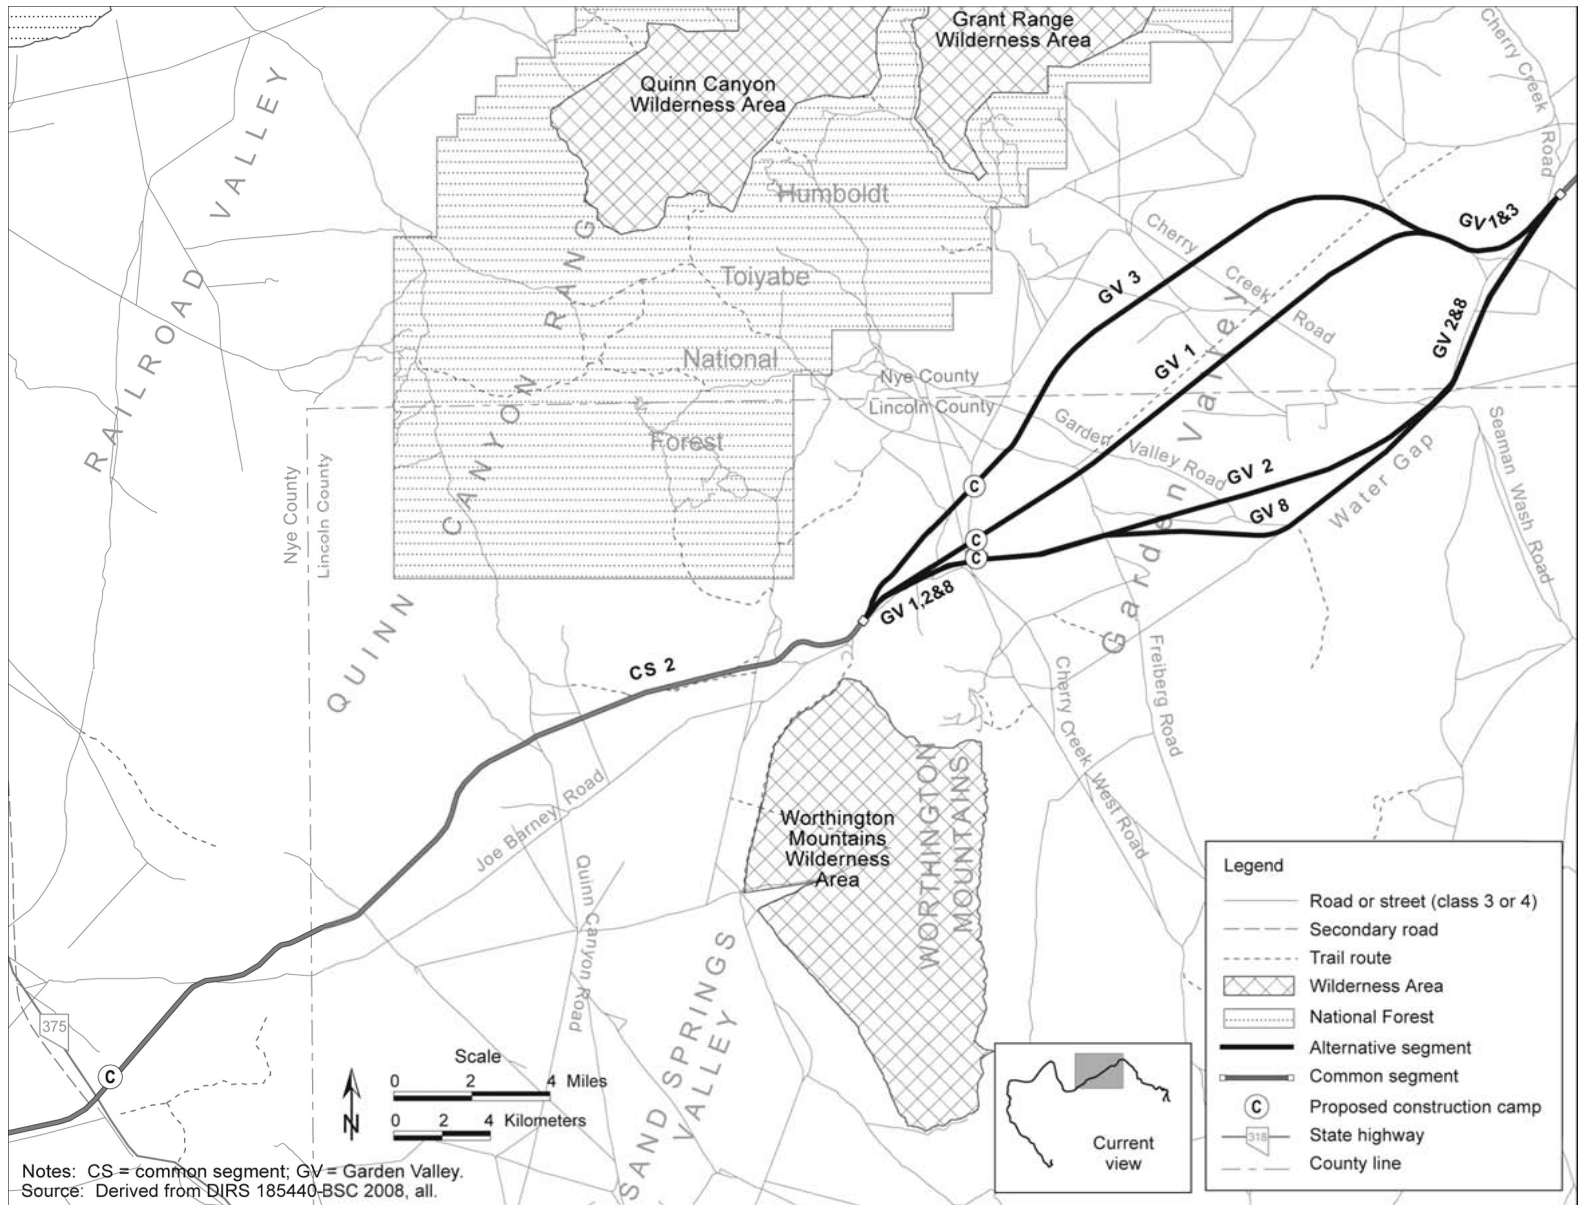 Grant Range
Wilderness Area
Quinn Canyon
Wilderness Area
Cherry Creek Road
RAILROAD VALLEY
Humboldt
Toiyabe
National
Forest
QUINN CANYON RANG
Cherry Creek Road
GV 1&3
GV 3
GV 1
GV 2&8
Nye County
Lincoln County
Garden Valley Road
Garden Valley
GV 2
GV 8
Water Gap
Seaman Wash Road
Nye County
Lincoln County
GV 1,2&8
CS 2
Cherry Creek West Road
Freiberg Road
Joe Barney Road
Quinn Canyon Road
Worthington
Mountains
Wilderness
Area
WORTHINGTON
MOUNTAINS
SAND SPRINGS
VALLEY
C
C
C
C
375
N
Scale
0 2 4 Miles
0 2 4 Kilometers
Current
view
Legend
Road or street (class 3 or 4)
Secondary road
Trail route
Wilderness Area
National Forest
Alternative segment
Common segment
C Proposed construction camp
318 State highway
County line
Notes: CS = common segment; GV = Garden Valley.
Source: Derived from DIRS 185440-BSC 2008, all.